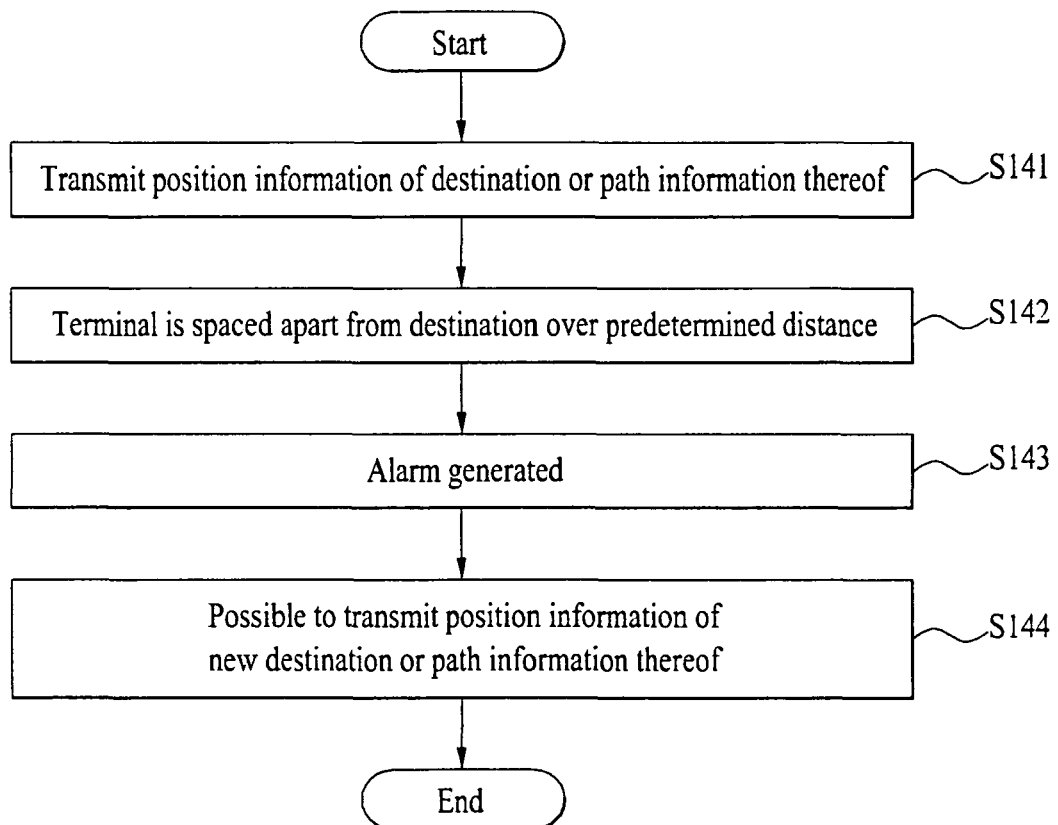 Start
Transmit position information of destination or path information thereof
S141
Terminal is spaced apart from destination over predetermined distance
S142
Alarm generated
S143
Possible to transmit position information of
new destination or path information thereof
S144
End